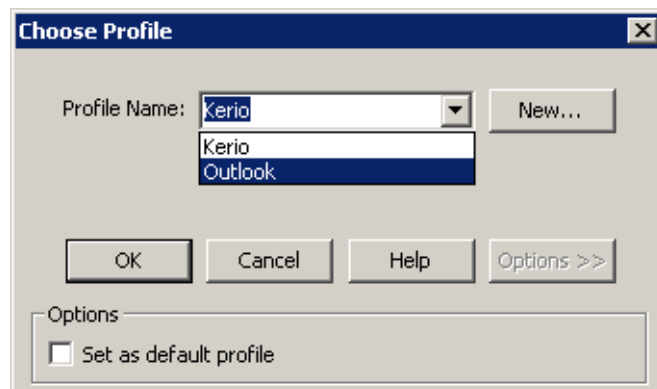 Choose Profile
Profile Name: Kerio New...
Kerio
Outlook
OK Cancel Help Options >>
Options
Set as default profile